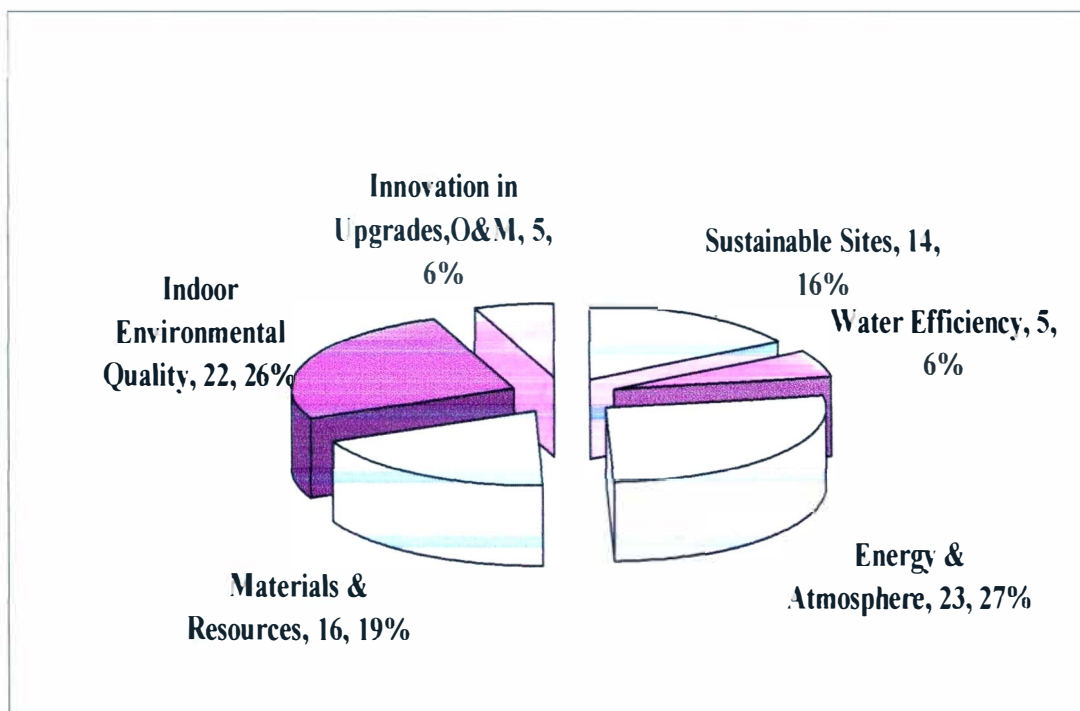 Innovation in
Upgrades,O&M, 5,
6%
Sustainable Sites, 14,
16%
Indoor
Environmental
Quality, 22, 26%
Water Efficiency, 5,
6%
Energy &
Atmosphere, 23, 27%
Materials &
Resources, 16, 19%